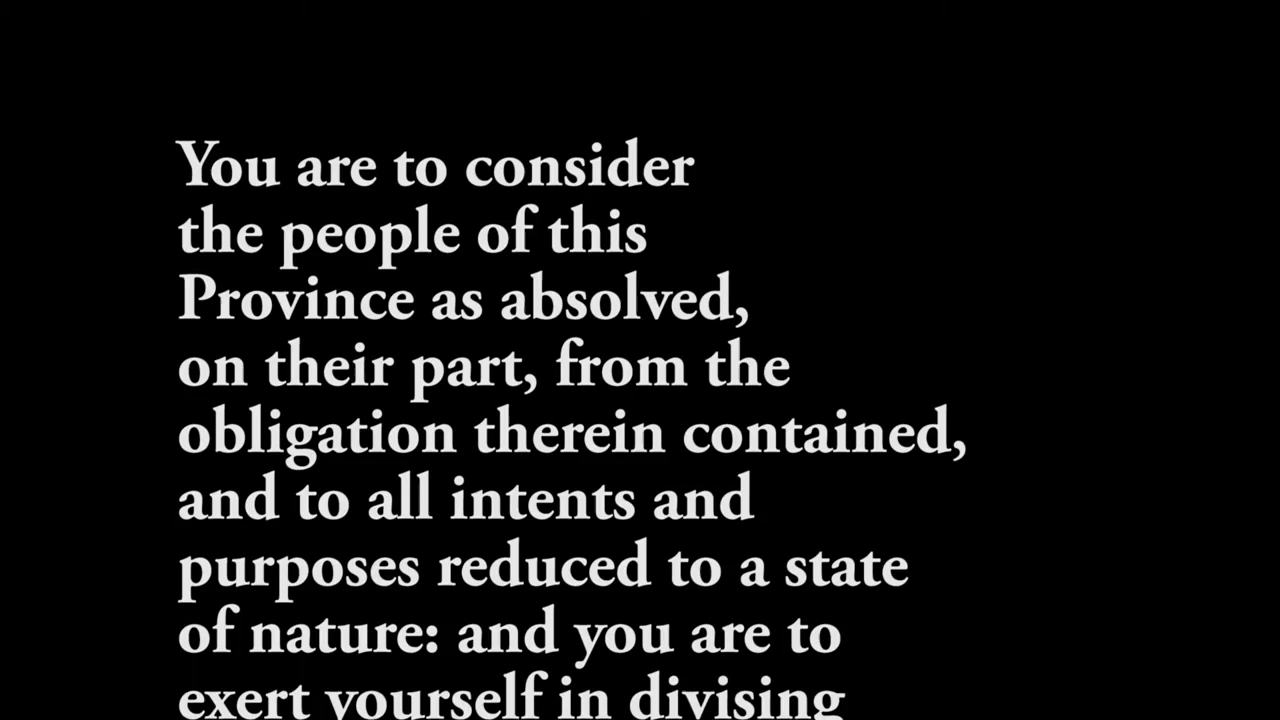 You are to consider
the people of this
Province as absolved,
on their part, from the
obligation therein contained,
and to all intents and
purposes reduced to a state
of nature: and you are to
exert yourself in divising